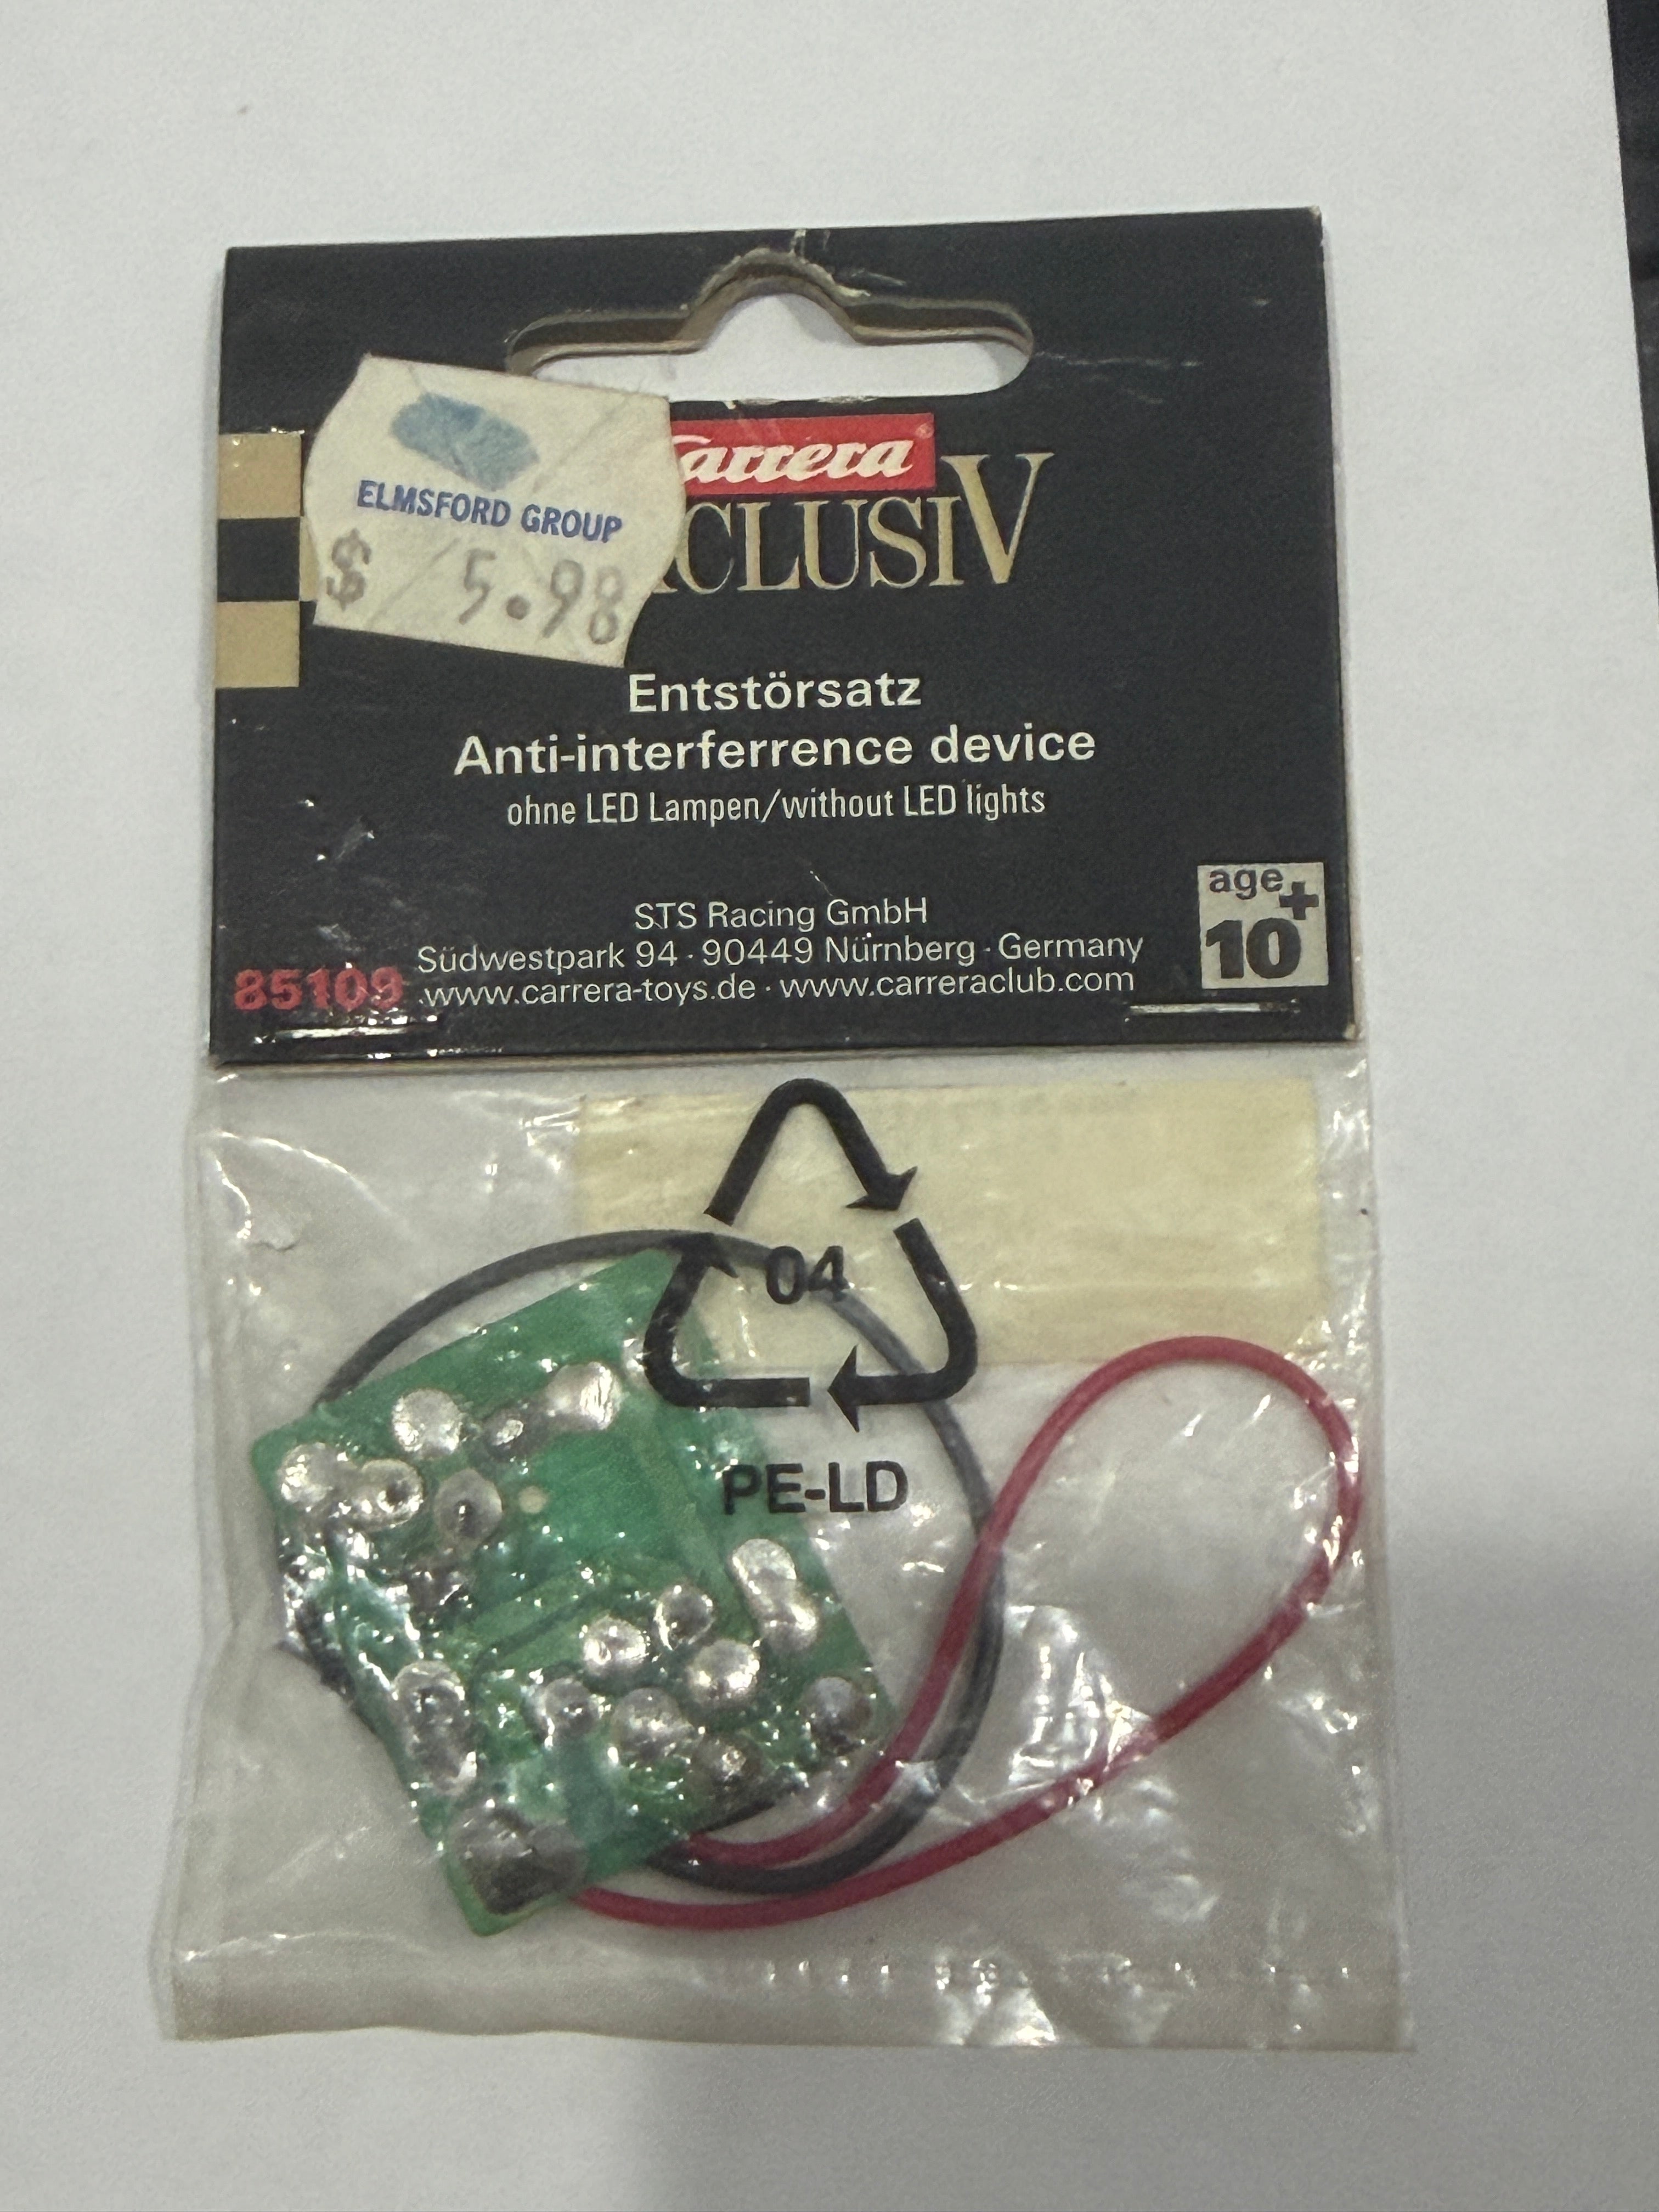 ELMSFORD GROUP
$ 5.98
Carrera®
EXCLUSIV
Entstörsatz
Anti-interferrence device
ohne LED Lampen/without LED lights
age
10+
STS Racing GmbH
Südwestpark 94 · 90449 Nürnberg · Germany
85109 www.carrera-toys.de · www.carreraclub.com
04
PE-LD